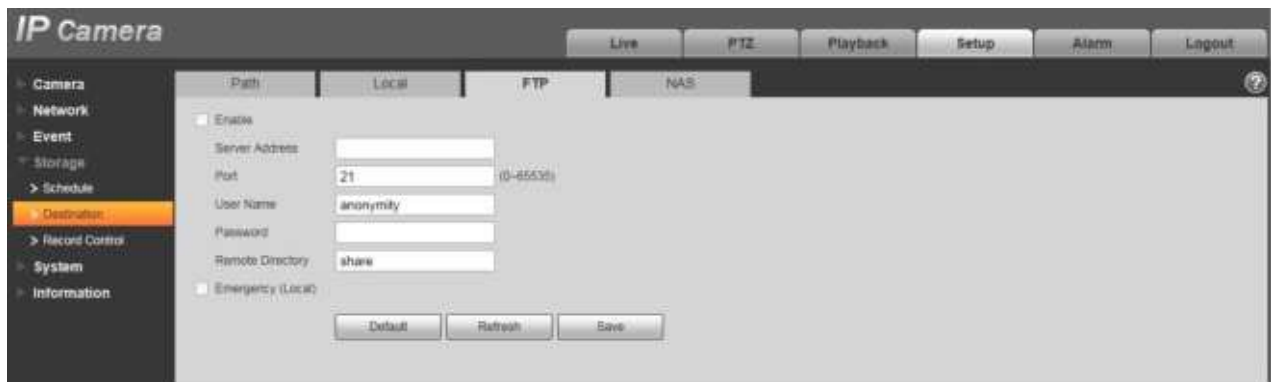 IP Camera
Live PTZ Playback Setup Alarm Logout
Camera
Network
Event
Storage
> Schedule
> Destination
> Record Control
System
Information
Path Local FTP NAS
?
Enable
Server Address
Port 21 (0~65535)
User Name anonymity
Password
Remote Directory share
Emergency (Local)
Default Refresh Save